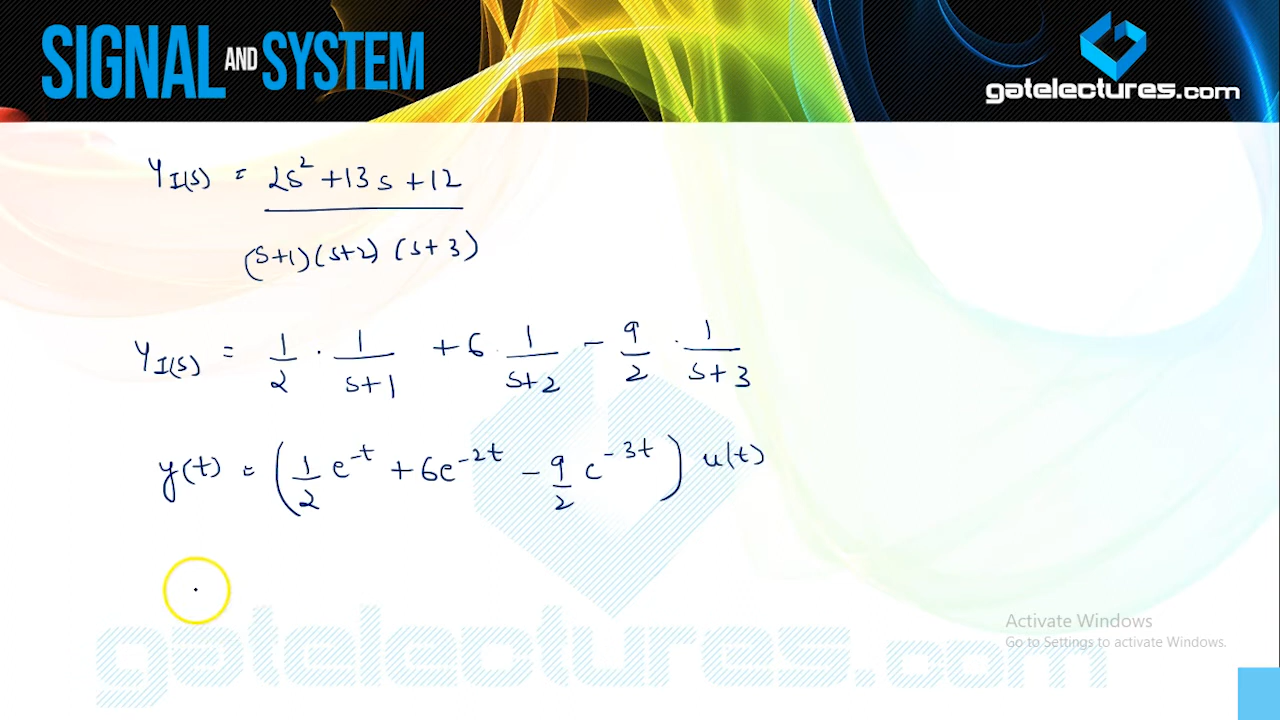 SIGNAL AND SYSTEM
gatelectures.com
Y_I(s) = (2s² + 13s + 12) / ((s+1)(s+2)(s+3))
Y_I(s) = 1/2 · 1/(s+1) + 6 · 1/(s+2) - 9/2 · 1/(s+3)
y(t) = (1/2 e^-t + 6e^-2t - 9/2 e^-3t) u(t)
Activate Windows
Go to Settings to activate Windows.
gatelectures.com